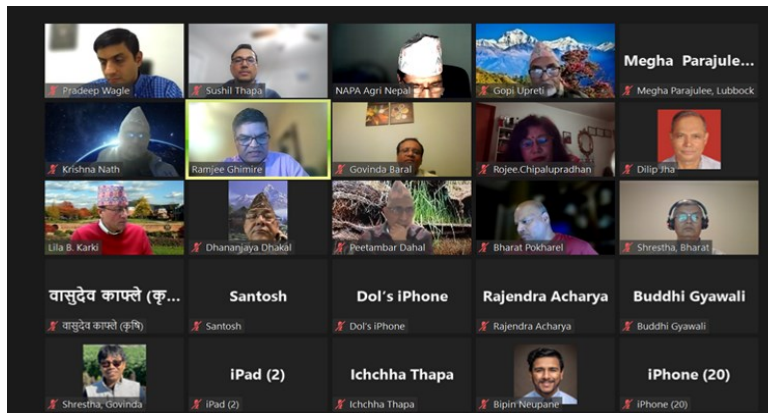 Pradeep Wagle
Sushil Thapa
NAPA Agri Nepal
Gopi Upreti
Megha Parajule...
Megha Parajulee, Lubbock
Krishna Nath
Ramjee Ghimire
Govinda Baral
Rojee.Chipalupradhan
Dilip Jha
Lila B. Karki
Dhananjaya Dhakal
Peetambar Dahal
Bharat Pokharel
Shrestha, Bharat
वासुदेव काफ्ले (कृ...
वासुदेव काफ्ले (कृषि)
Santosh
Santosh
Dol's iPhone
Dol's iPhone
Rajendra Acharya
Rajendra Acharya
Buddhi Gyawali
Buddhi Gyawali
Shrestha, Govinda
iPad (2)
iPad (2)
Ichchha Thapa
Ichchha Thapa
Bipin Neupane
iPhone (20)
iPhone (20)